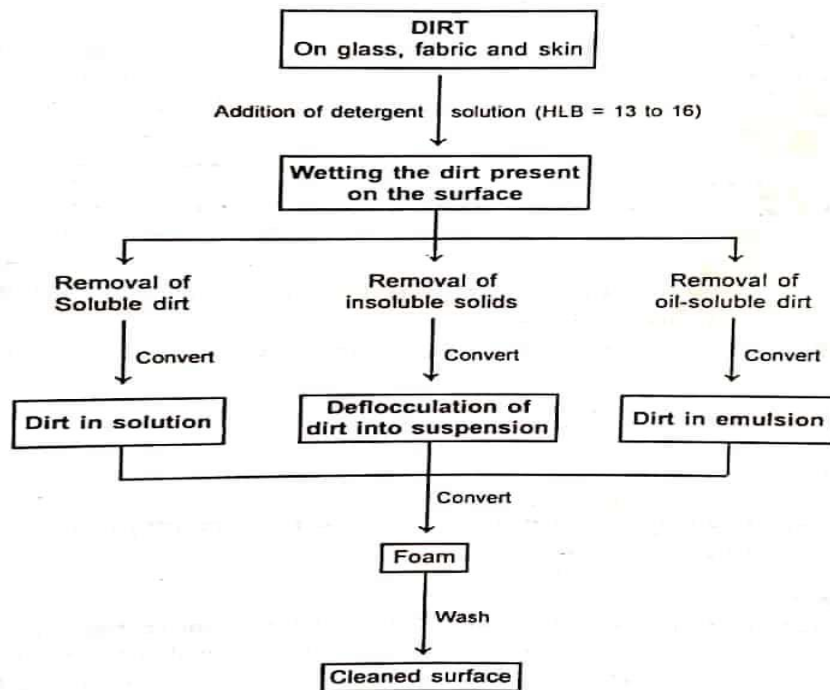 DIRT
On glass, fabric and skin
Addition of detergent solution (HLB = 13 to 16)
Wetting the dirt present
on the surface
Removal of
Soluble dirt
Removal of
insoluble solids
Removal of
oil-soluble dirt
Convert
Convert
Convert
Dirt in solution
Deflocculation of
dirt into suspension
Dirt in emulsion
Convert
Foam
Wash
Cleaned surface